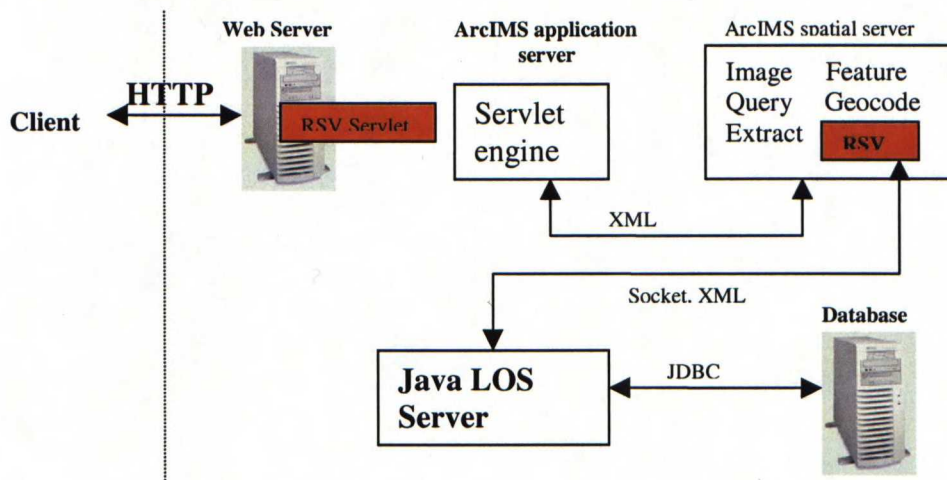 Web Server
ArcIMS application
server
ArcIMS spatial server
Client
HTTP
RSV Servlet
Servlet
engine
Image Feature
Query Geocode
Extract
RSV
XML
Socket. XML
Database
Java LOS
Server
JDBC